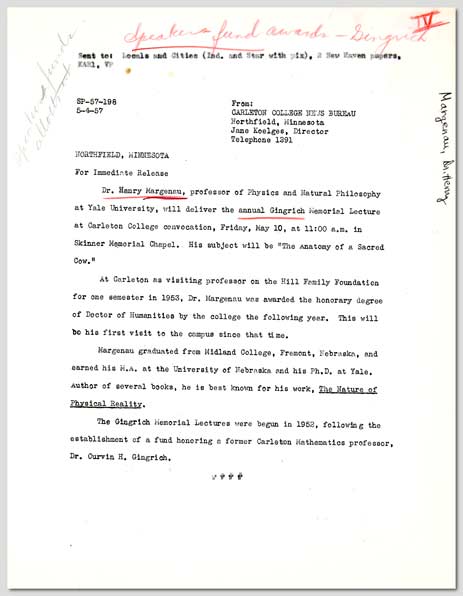 Speakers fund awards - Gingrich
IV
Sent to: Locals and Cities (Ind. and Star with pix), 2 New Haven papers,
KARL, VF
speakers funds
Margenau, Dr. Henry
SP-57-198
5-4-57
From:
CARLETON COLLEGE NEWS BUREAU
Northfield, Minnesota
Jane Koelges, Director
Telephone 1391
NORTHFIELD, MINNESOTA
For Immediate Release
Dr. Henry Margenau, professor of Physics and Natural Philosophy
at Yale University, will deliver the annual Gingrich Memorial Lecture
at Carleton College convocation, Friday, May 10, at 11:00 a.m. in
Skinner Memorial Chapel. His subject will be "The Anatomy of a Sacred
Cow."
At Carleton as visiting professor on the Hill Family Foundation
for one semester in 1953, Dr. Margenau was awarded the honorary degree
of Doctor of Humanities by the college the following year. This will
be his first visit to the campus since that time.
Margenau graduated from Midland College, Fremont, Nebraska, and
earned his M.A. at the University of Nebraska and his Ph.D. at Yale.
Author of several books, he is best known for his work, The Nature of
Physical Reality.
The Gingrich Memorial Lectures were begun in 1952, following the
establishment of a fund honoring a former Carleton Mathematics professor,
Dr. Curvin H. Gingrich.
####